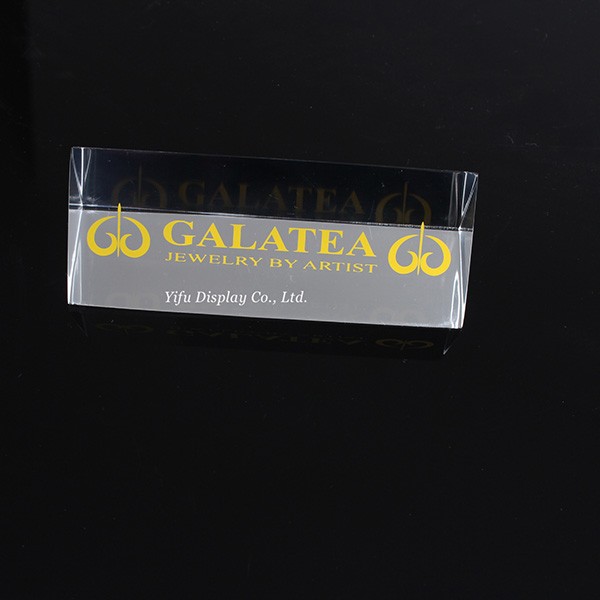 GALATEA
JEWELRY BY ARTIST
Yifu Display Co., Ltd.